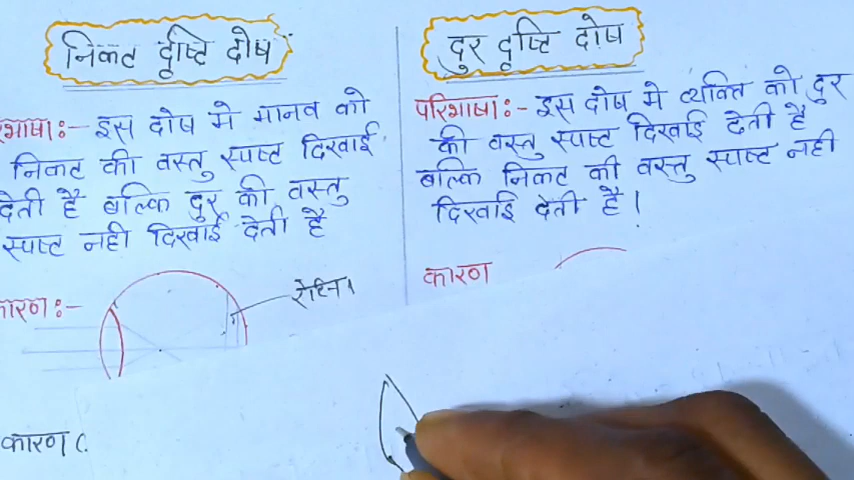 निकट दृष्टि दोष
रभाषाः- इस दोष मे मानव को
निकट की वस्तु स्पष्ट दिखाई
देती है बल्कि दुर की वस्तु
स्पष्ट नही दिखाई देती है
ारणः-
रोटिना
कारण
दुर दृष्टि दोष
परिभाषाः- इस दोष मे व्यक्ति को दुर
की वस्तु स्पष्ट दिखाई देती है
बल्कि निकट की वस्तु स्पष्ट नही
दिखाई देती है।
कारण